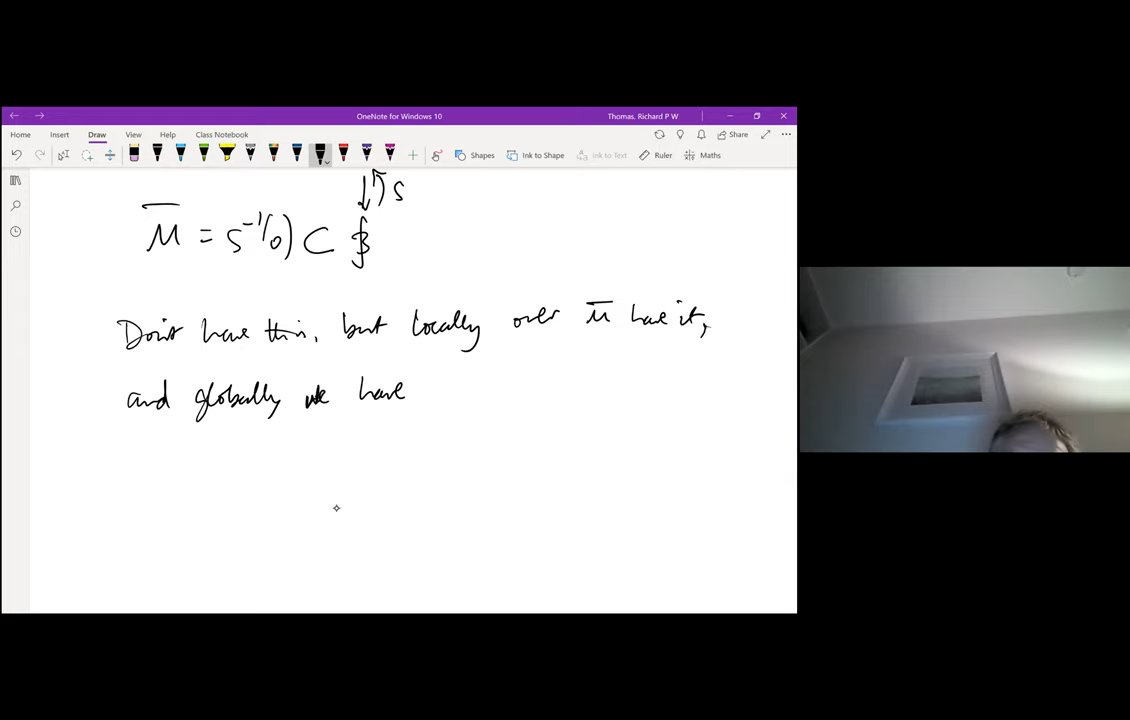 OneNote for Windows 10
Thomas, Richard P W
Home Insert Draw View Help Class Notebook
Share
Shapes Ink to Shape Ink to Text Ruler Maths
↓↑ s
M̅ = s⁻¹(0) ⊂ B
Don't have this, but locally over M̅ have it,
and globally we have